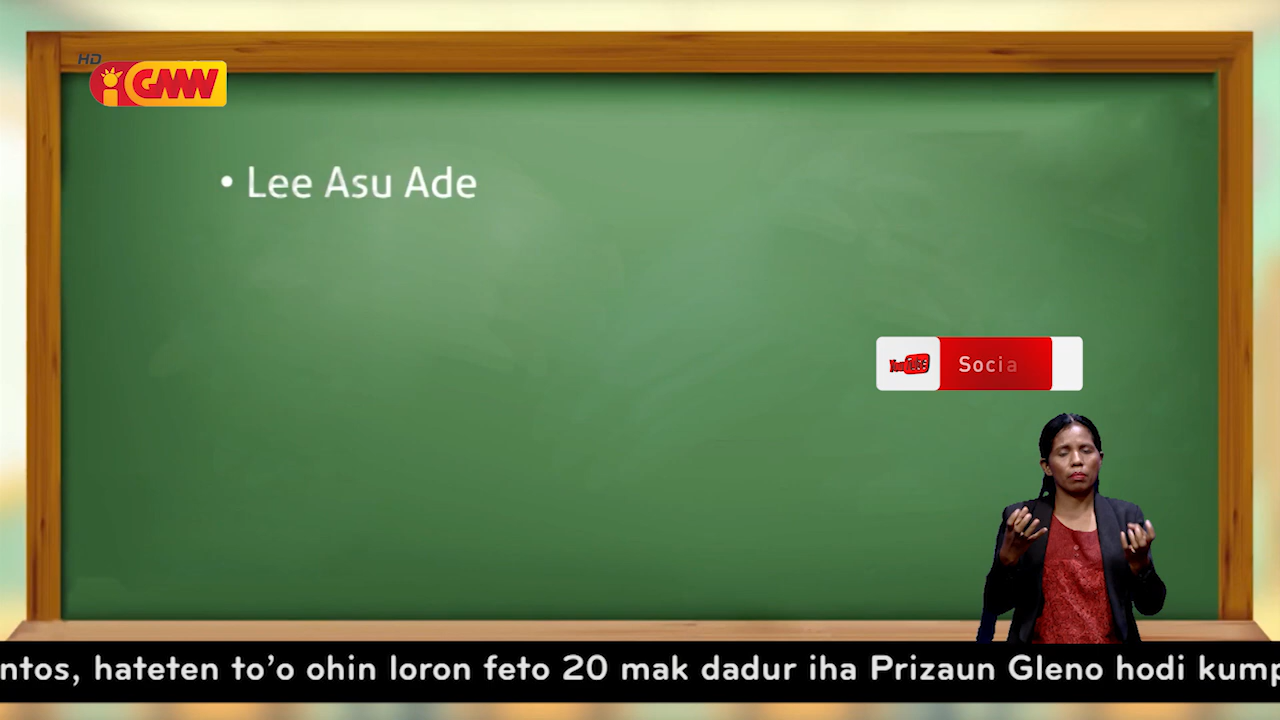 HD
GMN
• Lee Asu Ade
Socia
ntos, hateten to’o ohin loron feto 20 mak dadur iha Prizaun Gleno hodi kump